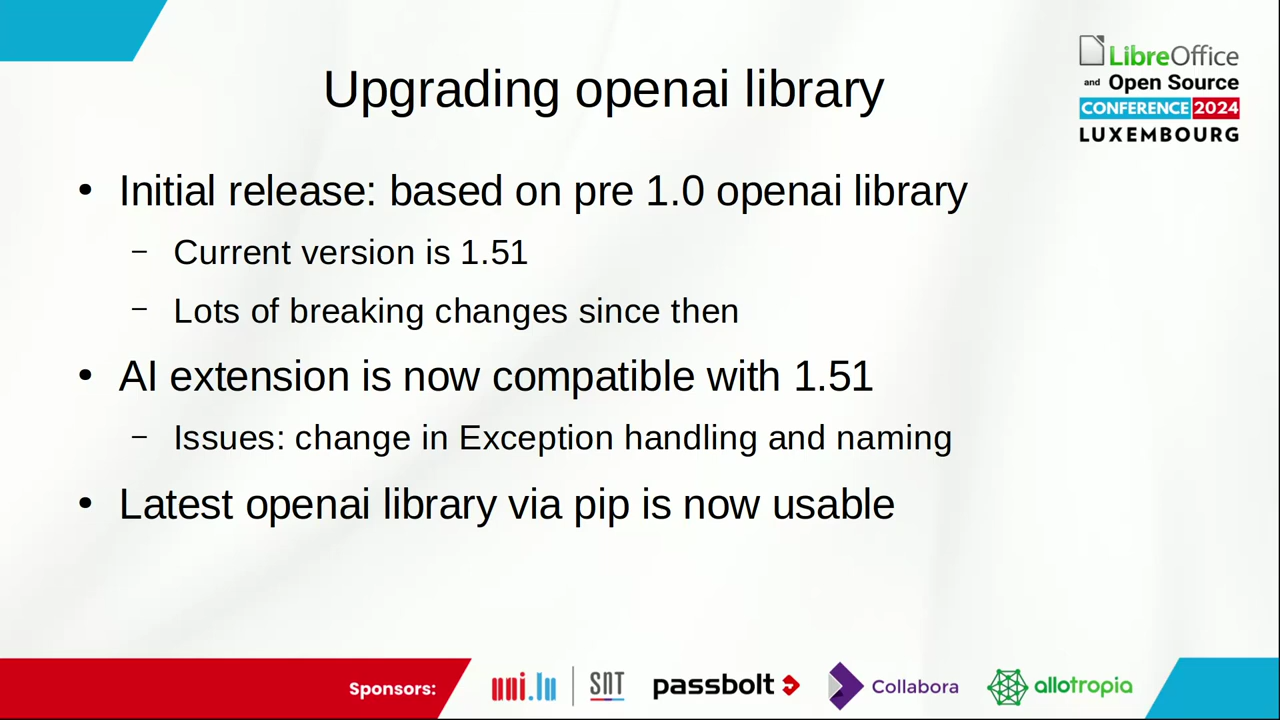 Upgrading openai library
LibreOffice
and Open Source
CONFERENCE 2024
LUXEMBOURG
• Initial release: based on pre 1.0 openai library
– Current version is 1.51
– Lots of breaking changes since then
• AI extension is now compatible with 1.51
– Issues: change in Exception handling and naming
• Latest openai library via pip is now usable
Sponsors: uni.lu SNT passbolt Collabora allotropia